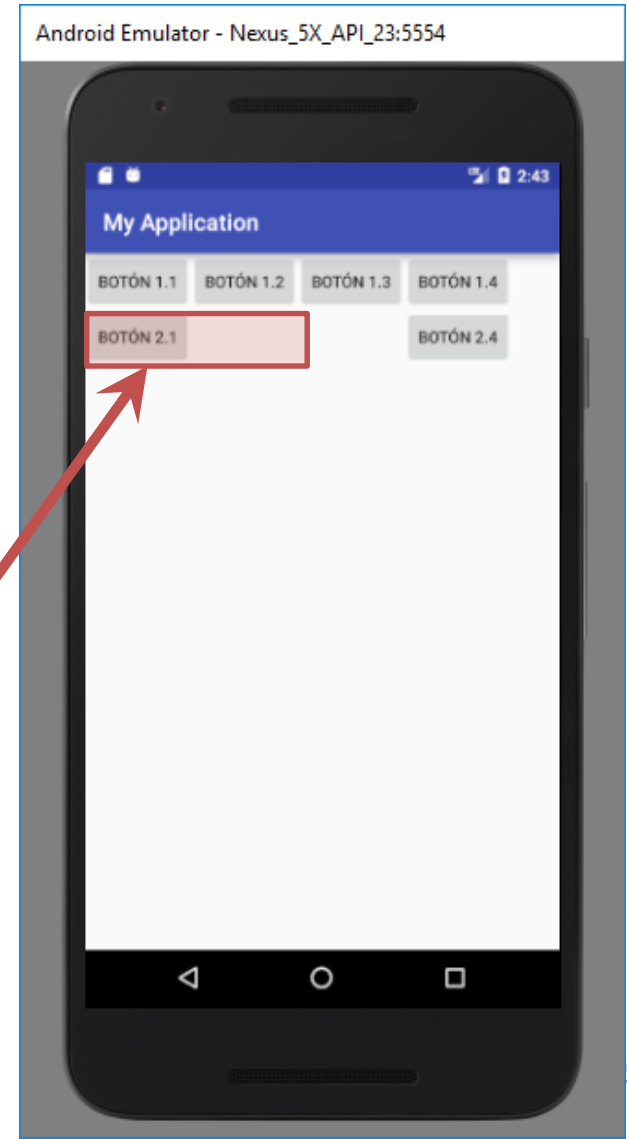 Android Emulator - Nexus_5X_API_23:5554
2:43
My Application
BOTÓN 1.1 BOTÓN 1.2 BOTÓN 1.3 BOTÓN 1.4
BOTÓN 2.1 BOTÓN 2.4